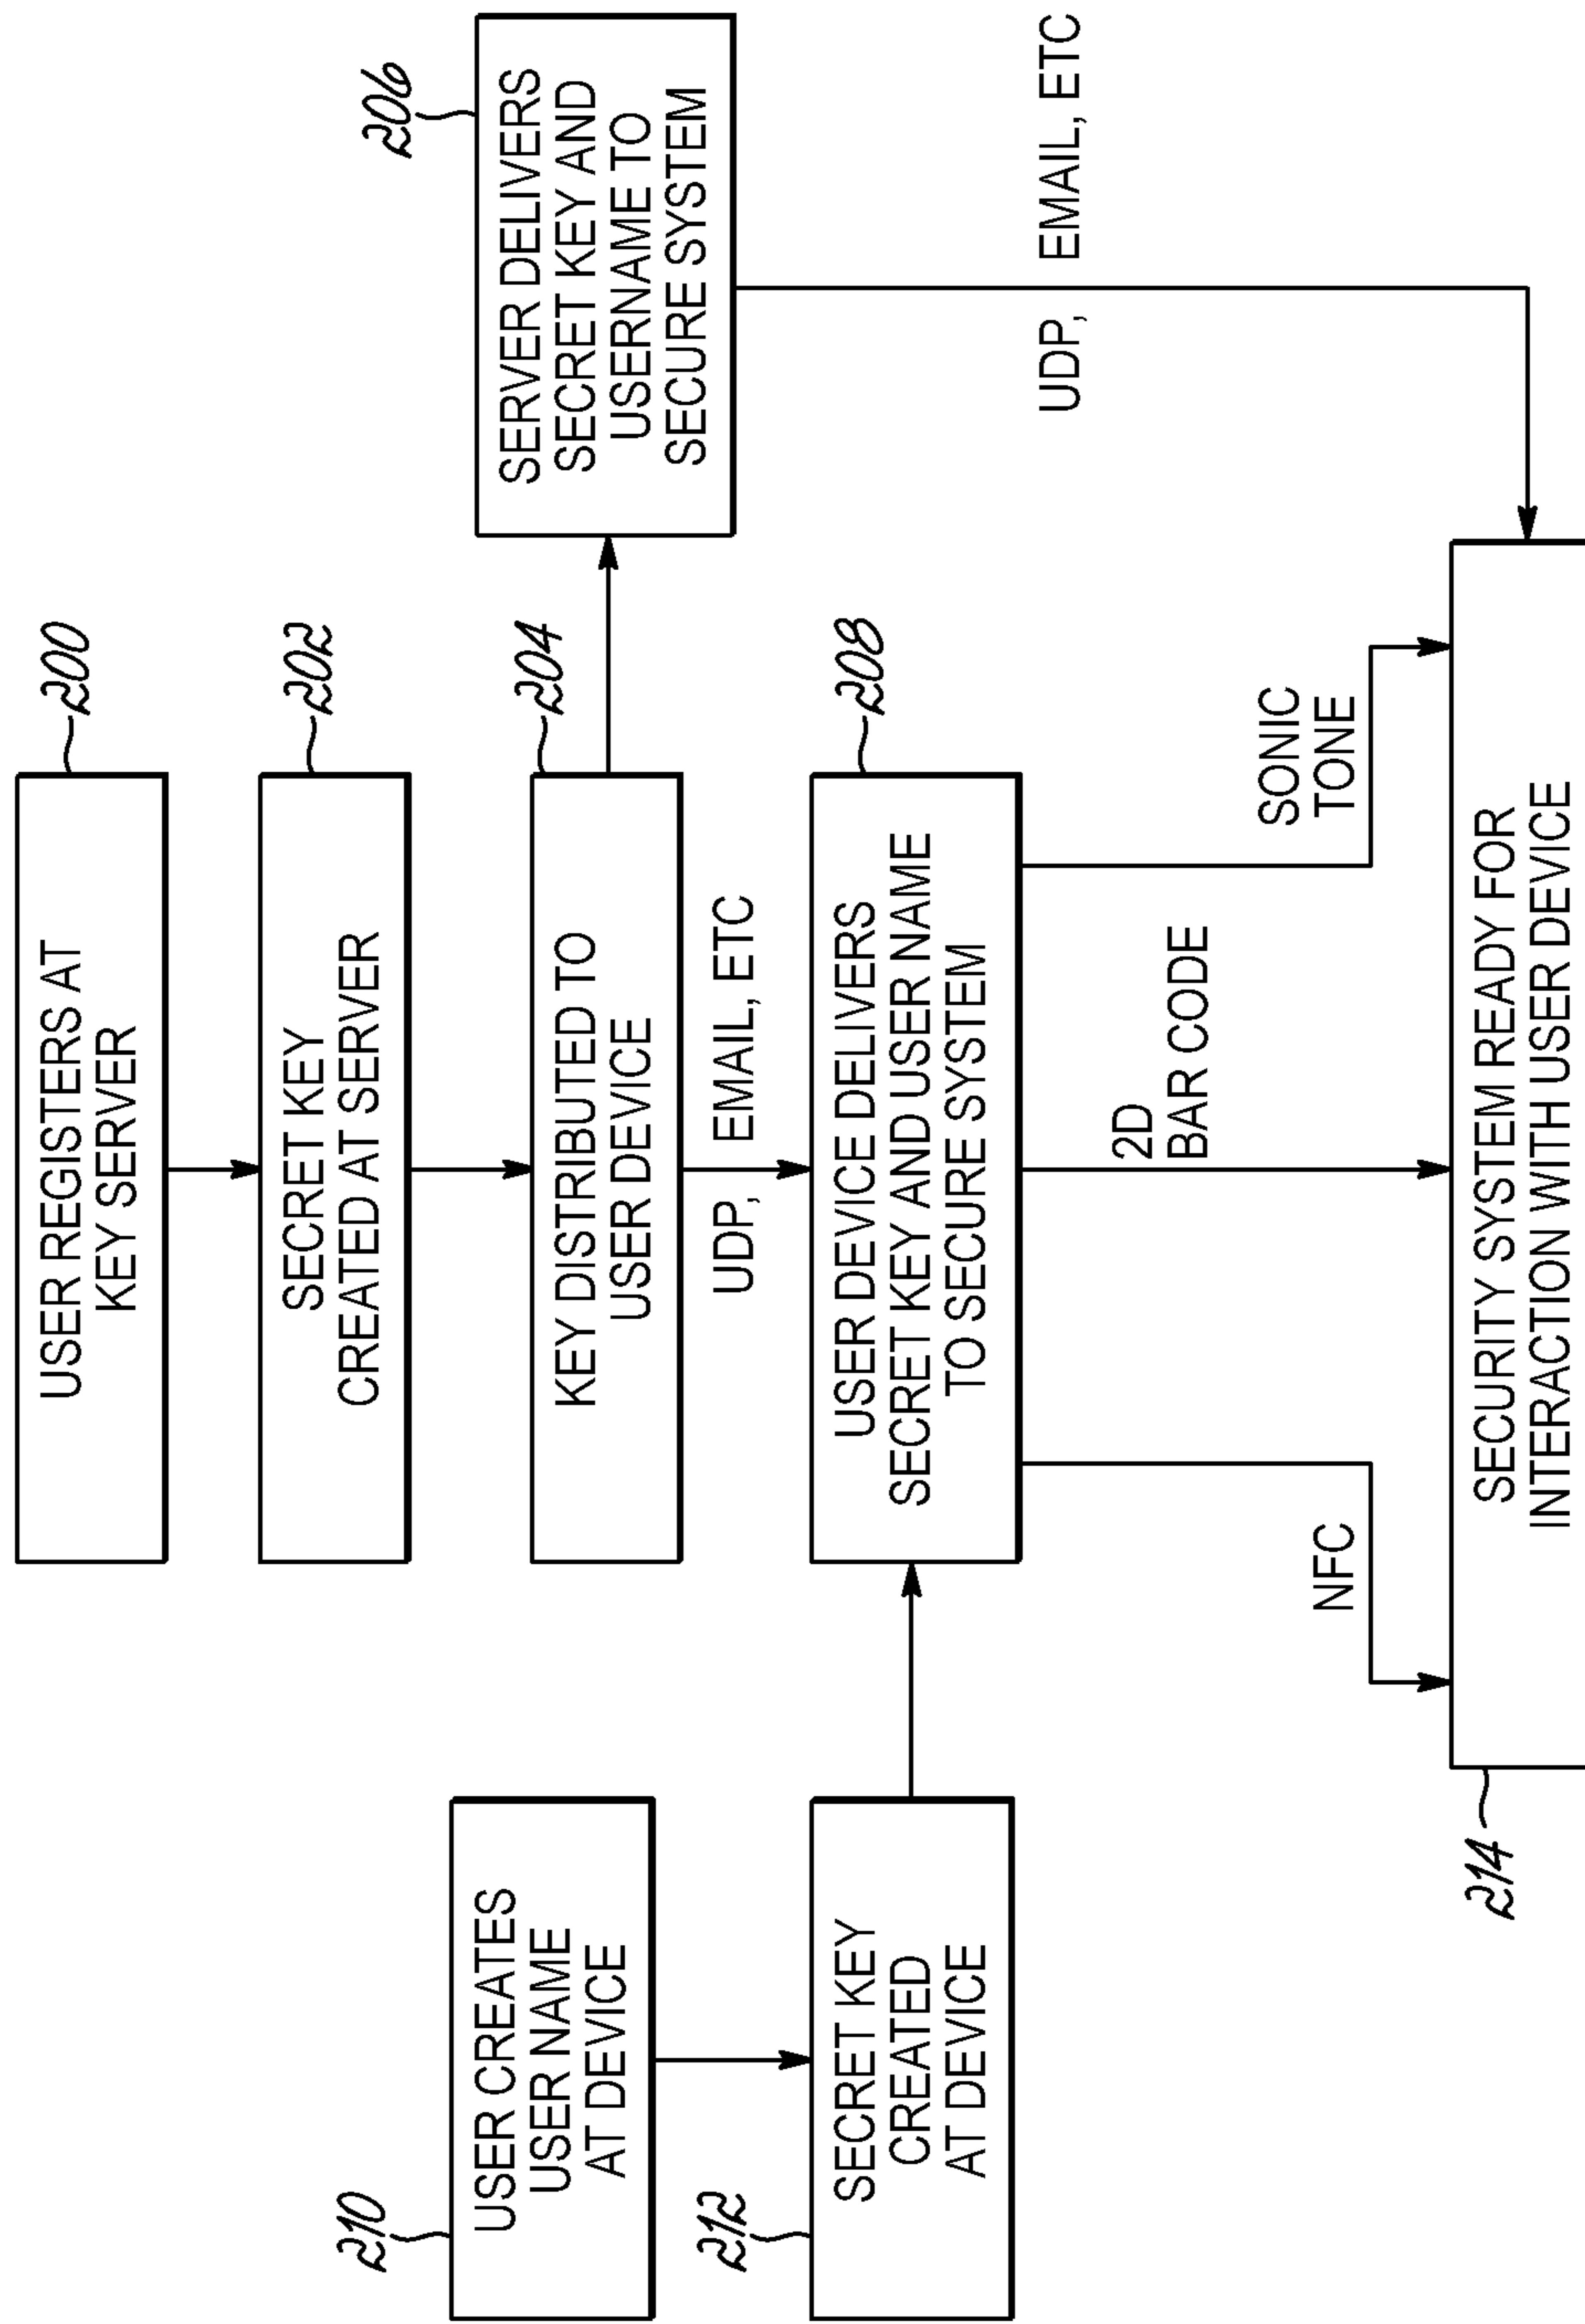 200
USER REGISTERS AT
KEY SERVER
202
SECRET KEY
CREATED AT SERVER
204
KEY DISTRIBUTED TO
USER DEVICE
206
SERVER DELIVERS
SECRET KEY AND
USERNAME TO
SECURE SYSTEM
210
USER CREATES
USER NAME
AT DEVICE
UDP, EMAIL, ETC
212
SECRET KEY
CREATED
AT DEVICE
208
USER DEVICE DELIVERS
SECRET KEY AND USER NAME
TO SECURE SYSTEM
UDP, EMAIL, ETC
NFC
2D
BAR CODE
SONIC
TONE
214
SECURITY SYSTEM READY FOR
INTERACTION WITH USER DEVICE